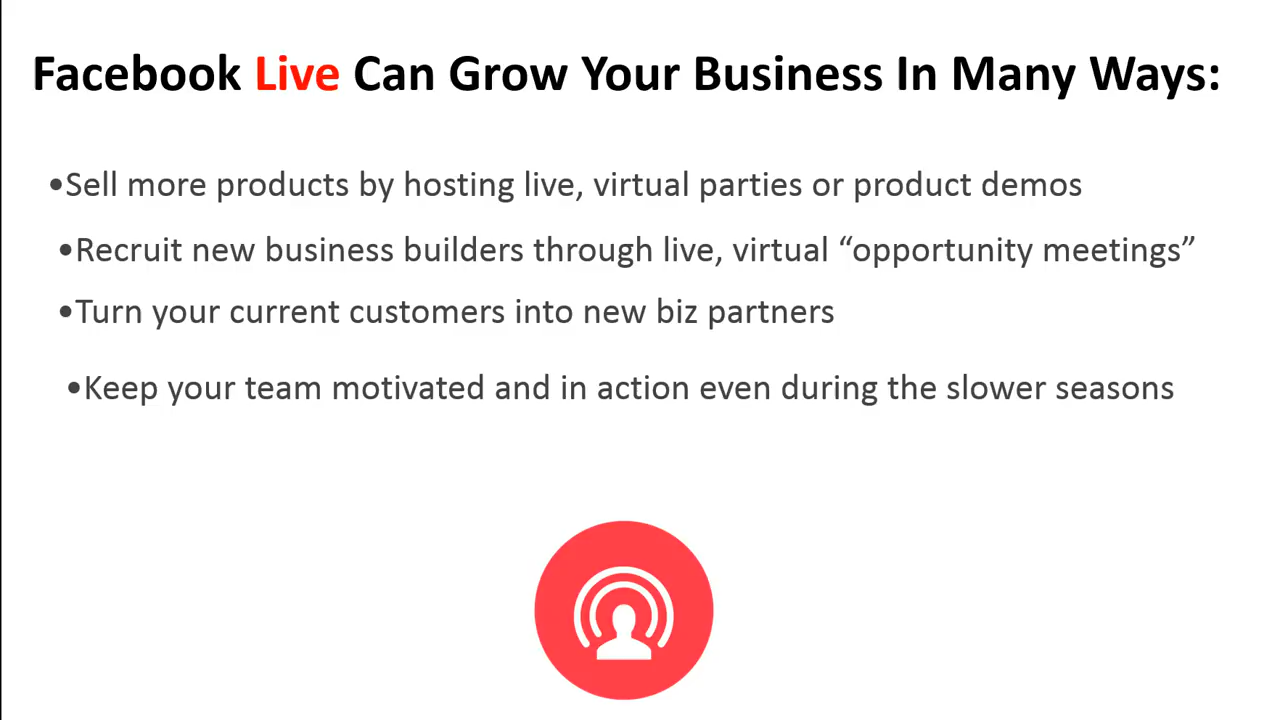 Facebook Live Can Grow Your Business In Many Ways:
•Sell more products by hosting live, virtual parties or product demos
•Recruit new business builders through live, virtual “opportunity meetings”
•Turn your current customers into new biz partners
•Keep your team motivated and in action even during the slower seasons